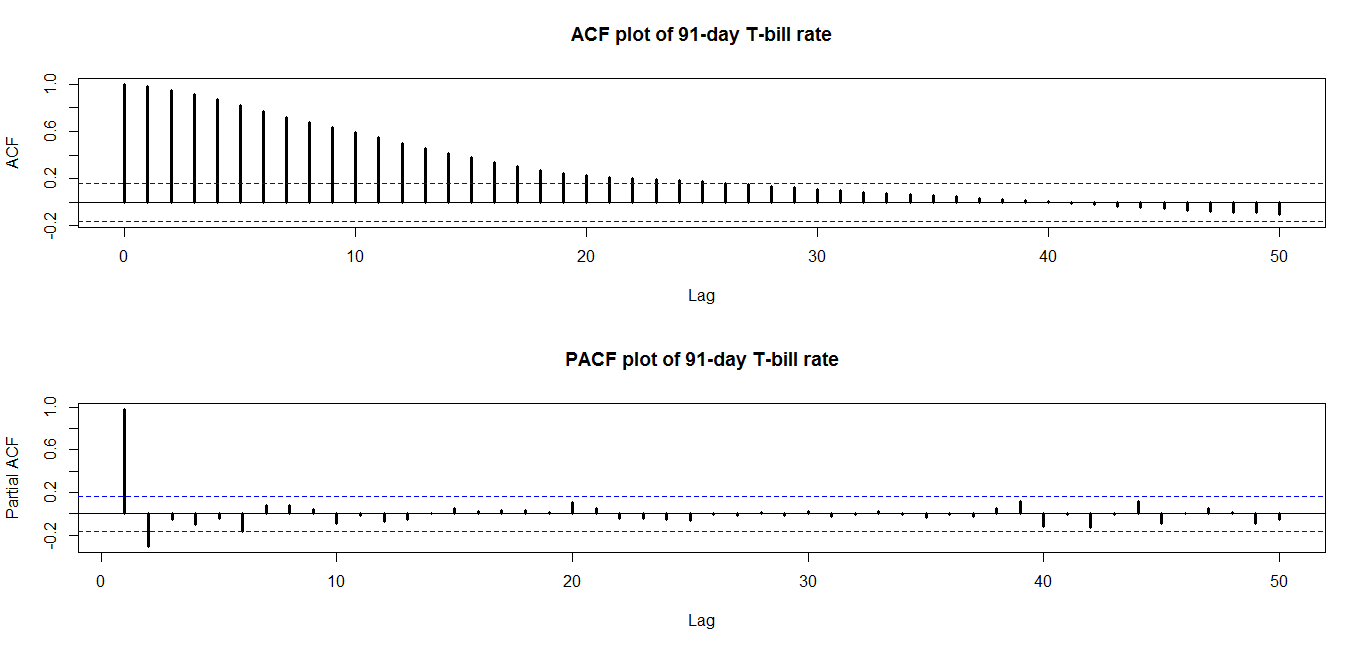 ACF plot of 91-day T-bill rate
ACF
1.0
0.6
0.2
-0.2
0 10 20 30 40 50
Lag
PACF plot of 91-day T-bill rate
Partial ACF
1.0
0.6
0.2
-0.2
0 10 20 30 40 50
Lag